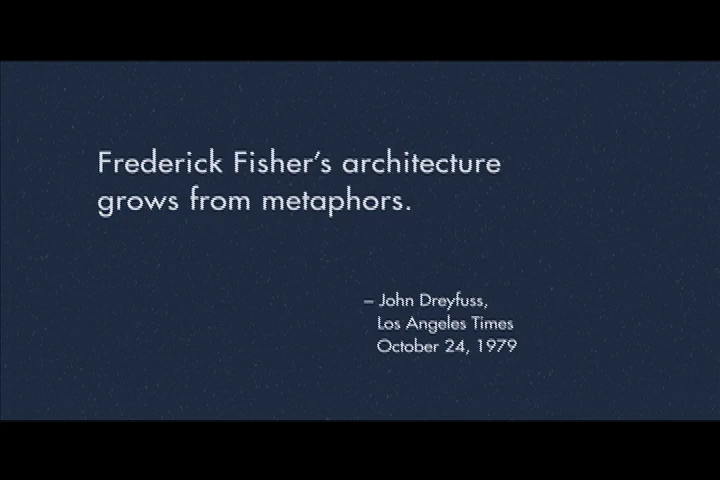 Frederick Fisher's architecture
grows from metaphors.
– John Dreyfuss,
Los Angeles Times
October 24, 1979